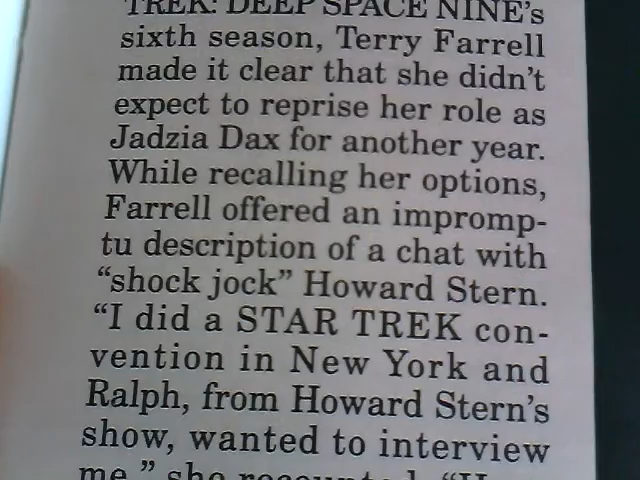 TREK: DEEP SPACE NINE's
sixth season, Terry Farrell
made it clear that she didn't
expect to reprise her role as
Jadzia Dax for another year.
While recalling her options,
Farrell offered an impromp-
tu description of a chat with
“shock jock” Howard Stern.
“I did a STAR TREK con-
vention in New York and
Ralph, from Howard Stern's
show, wanted to interview
me,” she recounted.